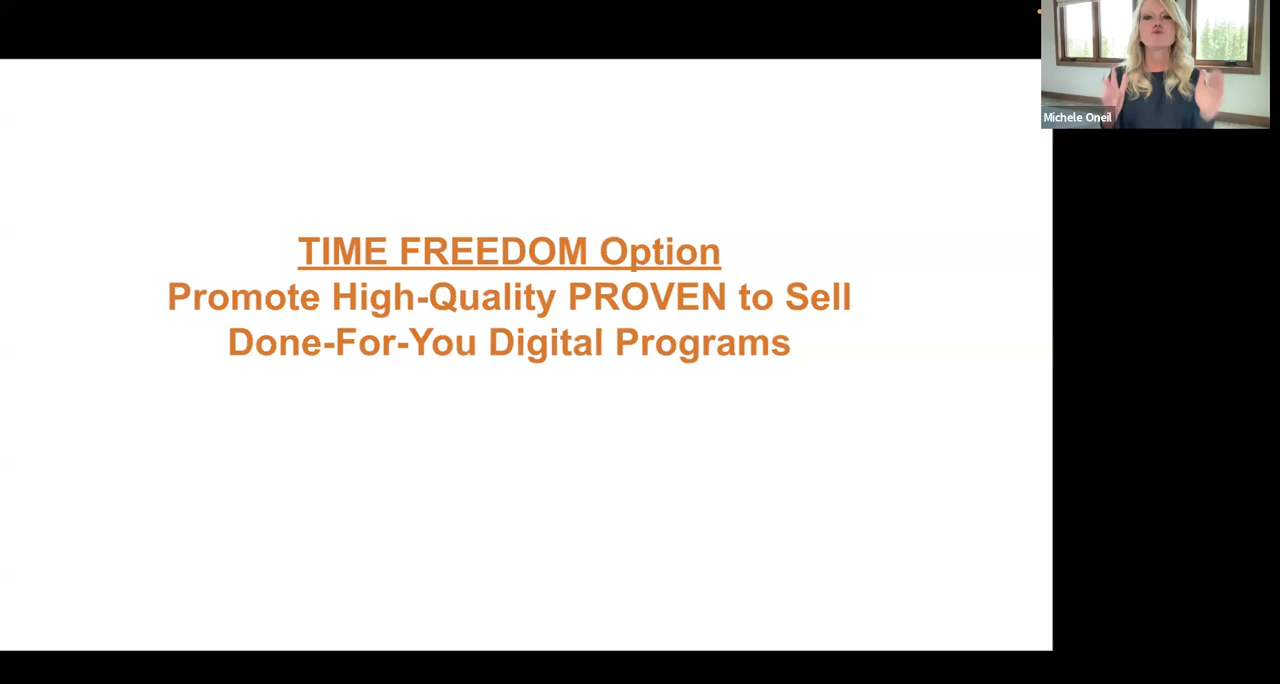 Michele Oneil
TIME FREEDOM Option
Promote High-Quality PROVEN to Sell
Done-For-You Digital Programs